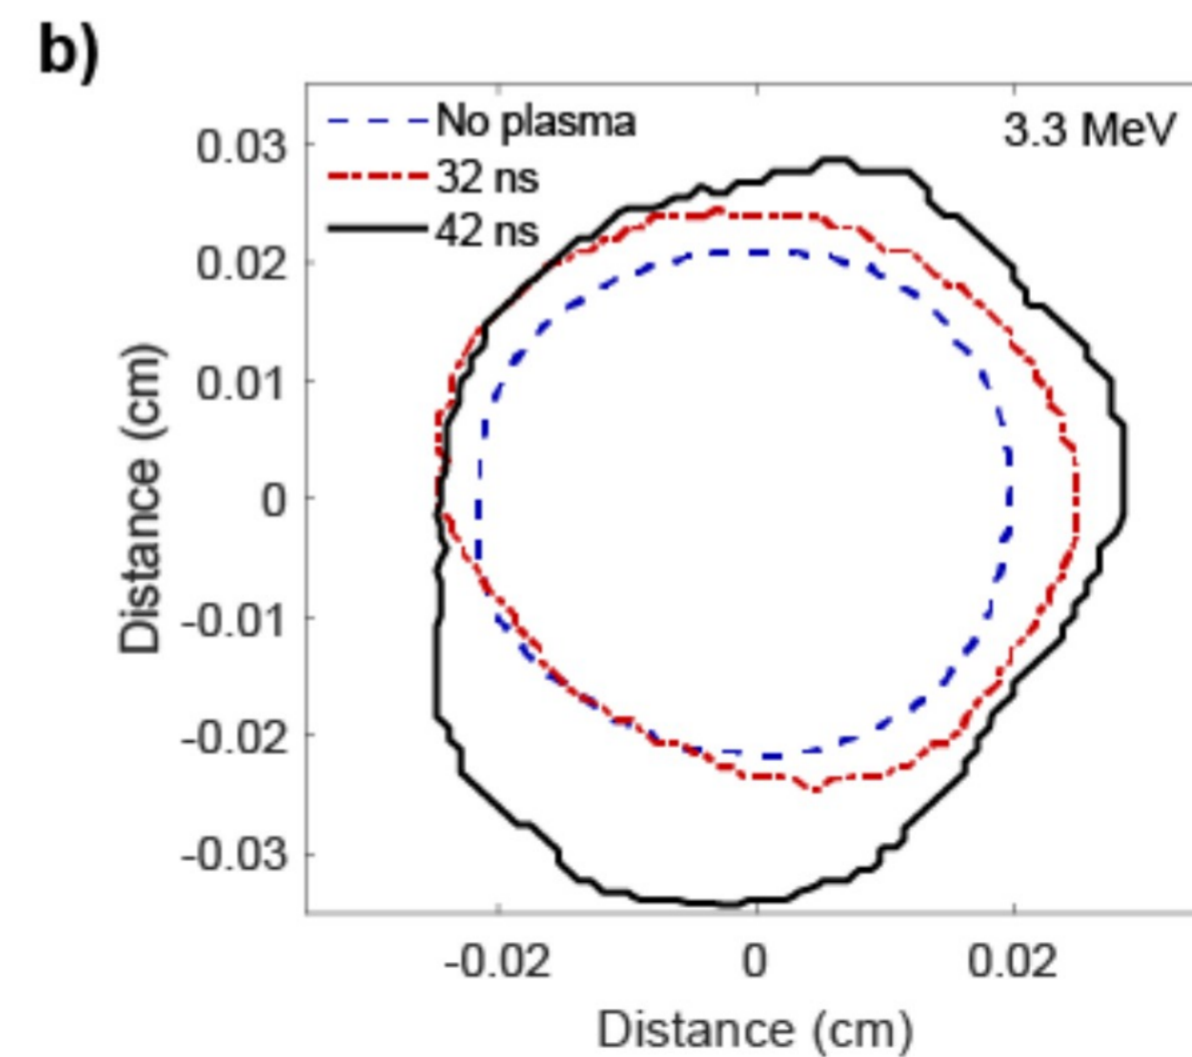 b)
No plasma
32 ns
42 ns
3.3 MeV
0.03
0.02
0.01
0
-0.01
-0.02
-0.03
Distance (cm)
-0.02 0 0.02
Distance (cm)